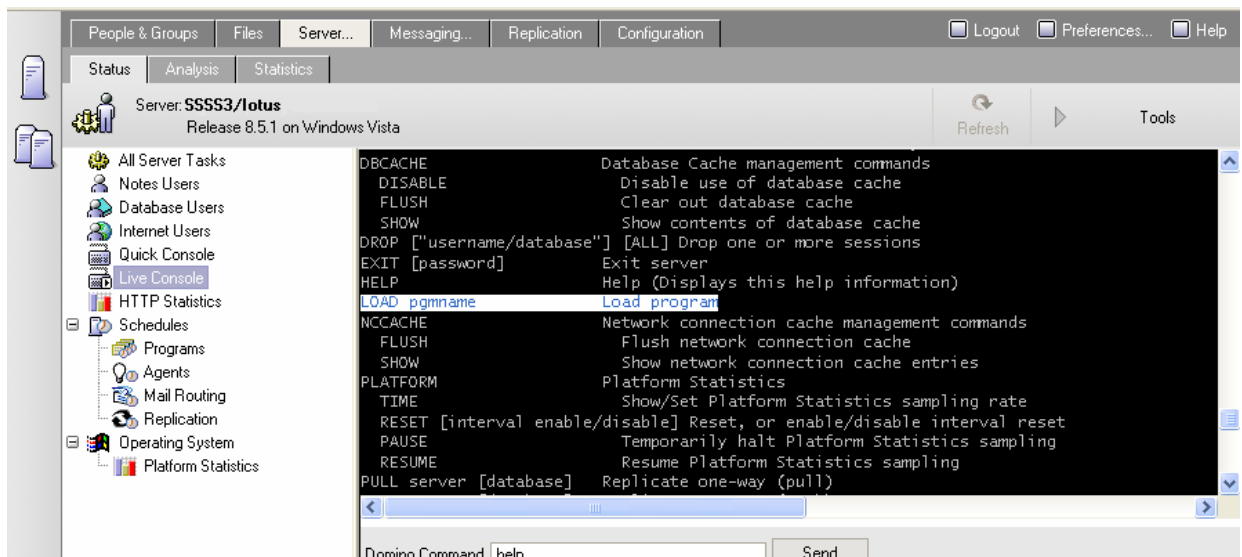 People & Groups Files Server... Messaging... Replication Configuration Logout Preferences... Help
Status Analysis Statistics
Server: SSSS3/lotus
Release 8.5.1 on Windows Vista
Refresh
Tools
All Server Tasks
Notes Users
Database Users
Internet Users
Quick Console
Live Console
HTTP Statistics
Schedules
Programs
Agents
Mail Routing
Replication
Operating System
Platform Statistics
DBCACHE Database Cache management commands
DISABLE Disable use of database cache
FLUSH Clear out database cache
SHOW Show contents of database cache
DROP ["username/database"] [ALL] Drop one or more sessions
EXIT [password] Exit server
HELP Help (Displays this help information)
LOAD pgmname Load program
NCCACHE Network connection cache management commands
FLUSH Flush network connection cache
SHOW Show network connection cache entries
PLATFORM Platform Statistics
TIME Show/Set Platform Statistics sampling rate
RESET [interval enable/disable] Reset, or enable/disable interval reset
PAUSE Temporarily halt Platform Statistics sampling
RESUME Resume Platform Statistics sampling
PULL server [database] Replicate one-way (pull)
Domino Command help Send